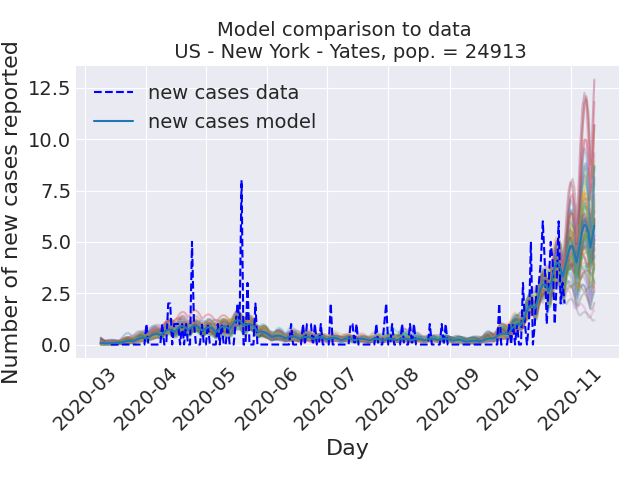 Model comparison to data
US - New York - Yates, pop. = 24913
Number of new cases reported
12.5
10.0
7.5
5.0
2.5
0.0
new cases data
new cases model
2020-03
2020-04
2020-05
2020-06
2020-07
2020-08
2020-09
2020-10
2020-11
Day